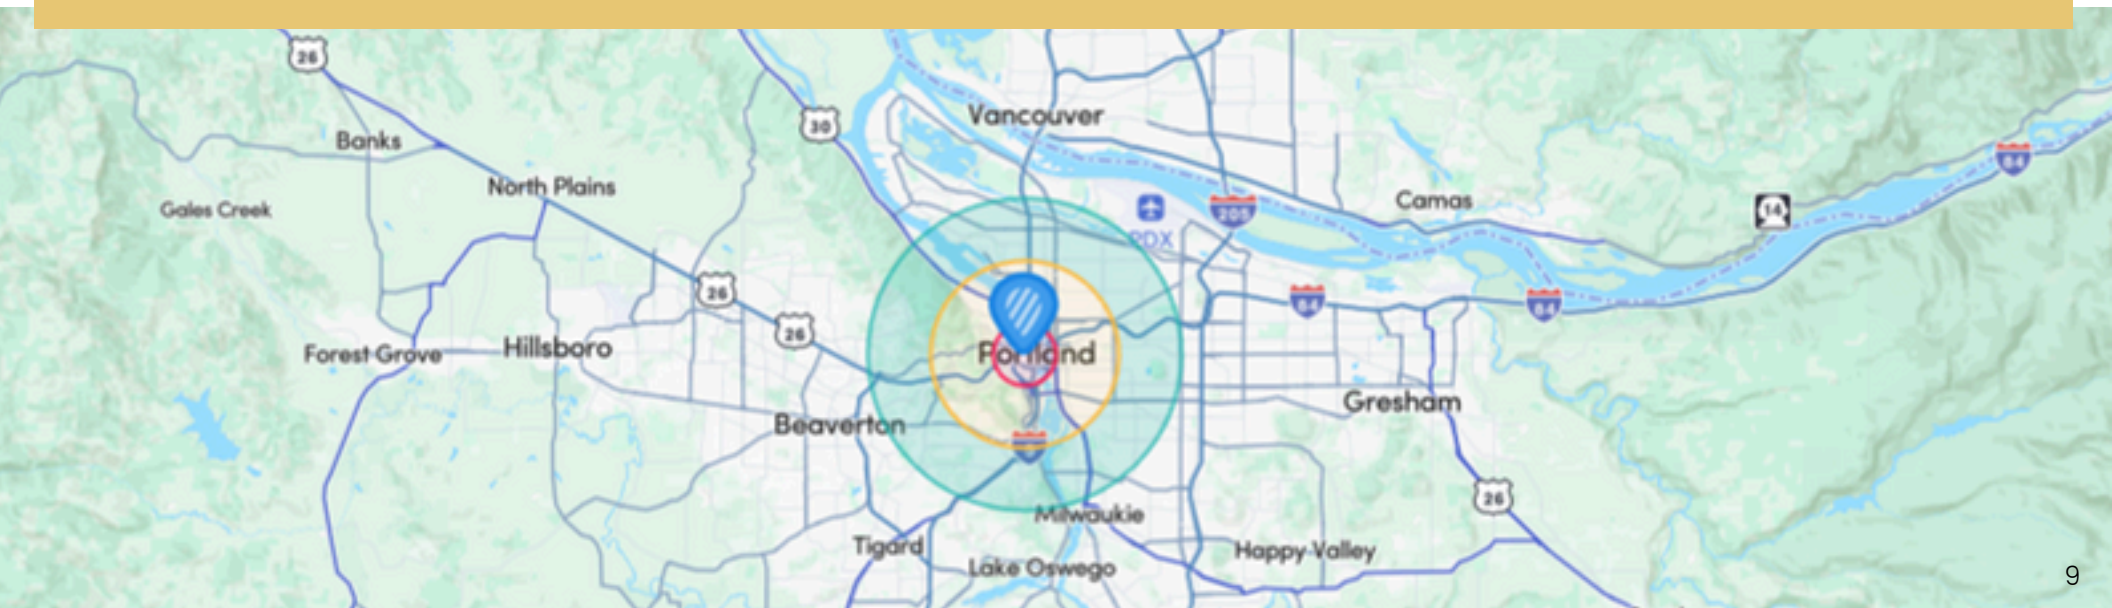 26
Vancouver
30
Banks
84
North Plains
Camas
Gales Creek
205
14
PDX
26
84
84
26
Forest Grove
Hillsboro
Portland
Gresham
Beaverton
26
Milwaukie
Tigard
Happy Valley
Lake Oswego
9